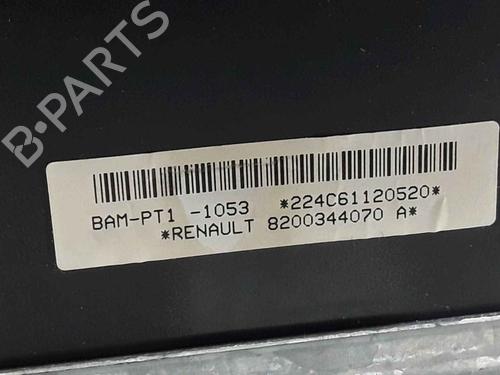 B-PARTS
BAM-PT1 -1053 *224C61120520*
*RENAULT 8200344070 A*